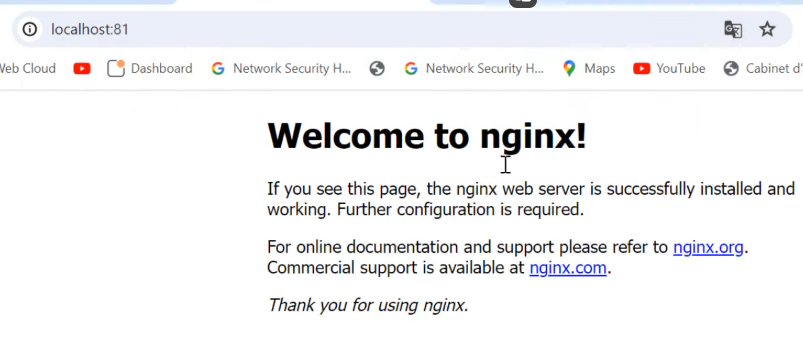 localhost:81
Web Cloud Dashboard Network Security H... Network Security H... Maps YouTube Cabinet d'
Welcome to nginx!
If you see this page, the nginx web server is successfully installed and
working. Further configuration is required.
For online documentation and support please refer to nginx.org.
Commercial support is available at nginx.com.
Thank you for using nginx.